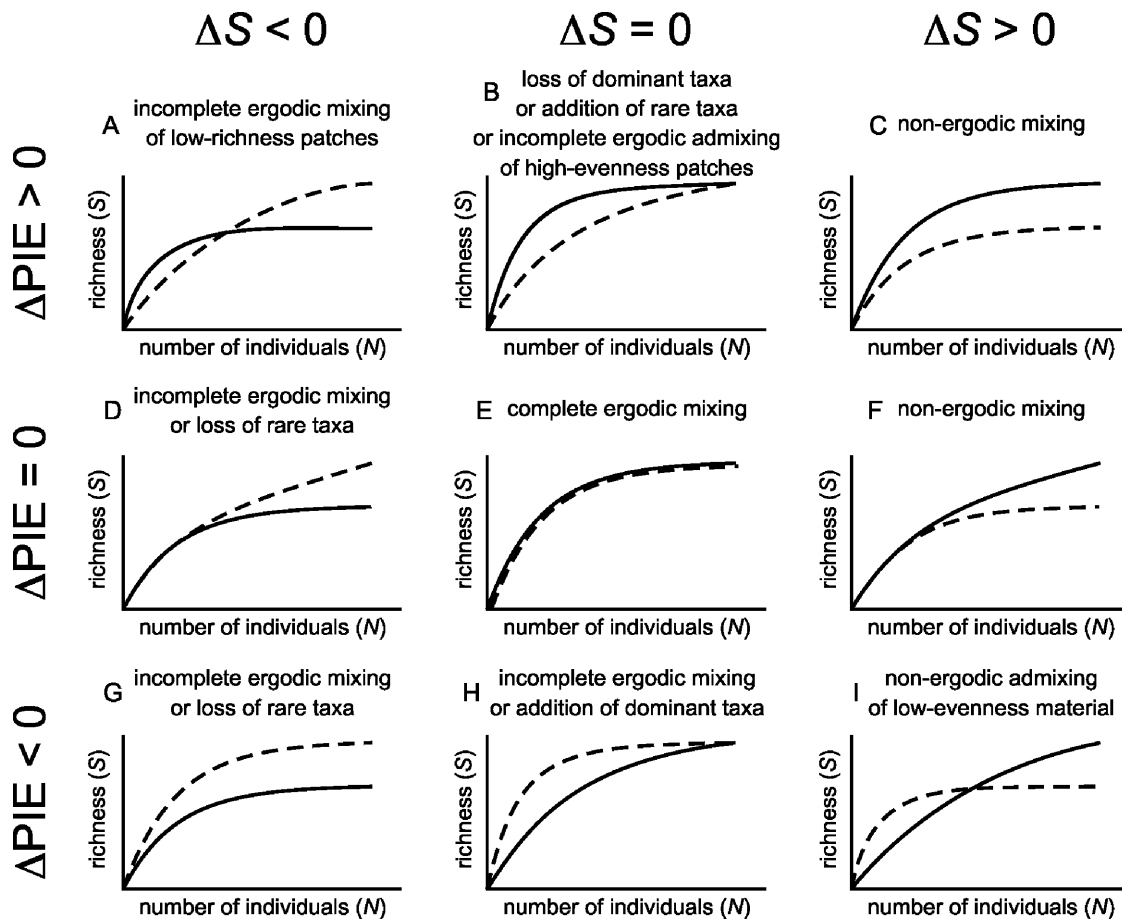 ΔS < 0
ΔS = 0
ΔS > 0
ΔPIE > 0
A
incomplete ergodic mixing
of low-richness patches
richness (S)
number of individuals (N)
B
loss of dominant taxa
or addition of rare taxa
or incomplete ergodic admixing
of high-evenness patches
richness (S)
number of individuals (N)
C non-ergodic mixing
richness (S)
number of individuals (N)
ΔPIE = 0
D
incomplete ergodic mixing
or loss of rare taxa
richness (S)
number of individuals (N)
E complete ergodic mixing
richness (S)
number of individuals (N)
F non-ergodic mixing
richness (S)
number of individuals (N)
ΔPIE < 0
G
incomplete ergodic mixing
or loss of rare taxa
richness (S)
number of individuals (N)
H
incomplete ergodic mixing
or addition of dominant taxa
richness (S)
number of individuals (N)
I
non-ergodic admixing
of low-evenness material
richness (S)
number of individuals (N)